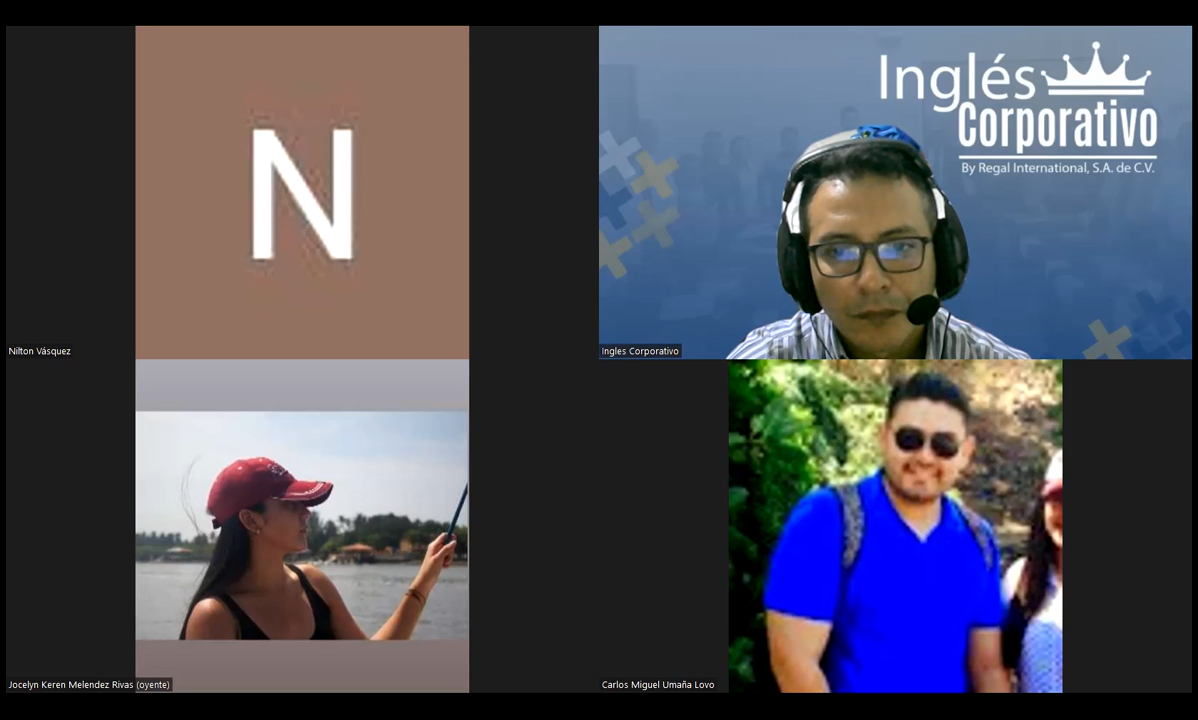 N
Nilton Vásquez
Inglés
Corporativo
By Regal International, S.A. de C.V.
Ingles Corporativo
Jocelyn Keren Melendez Rivas (oyente)
Carlos Miguel Umaña Lovo